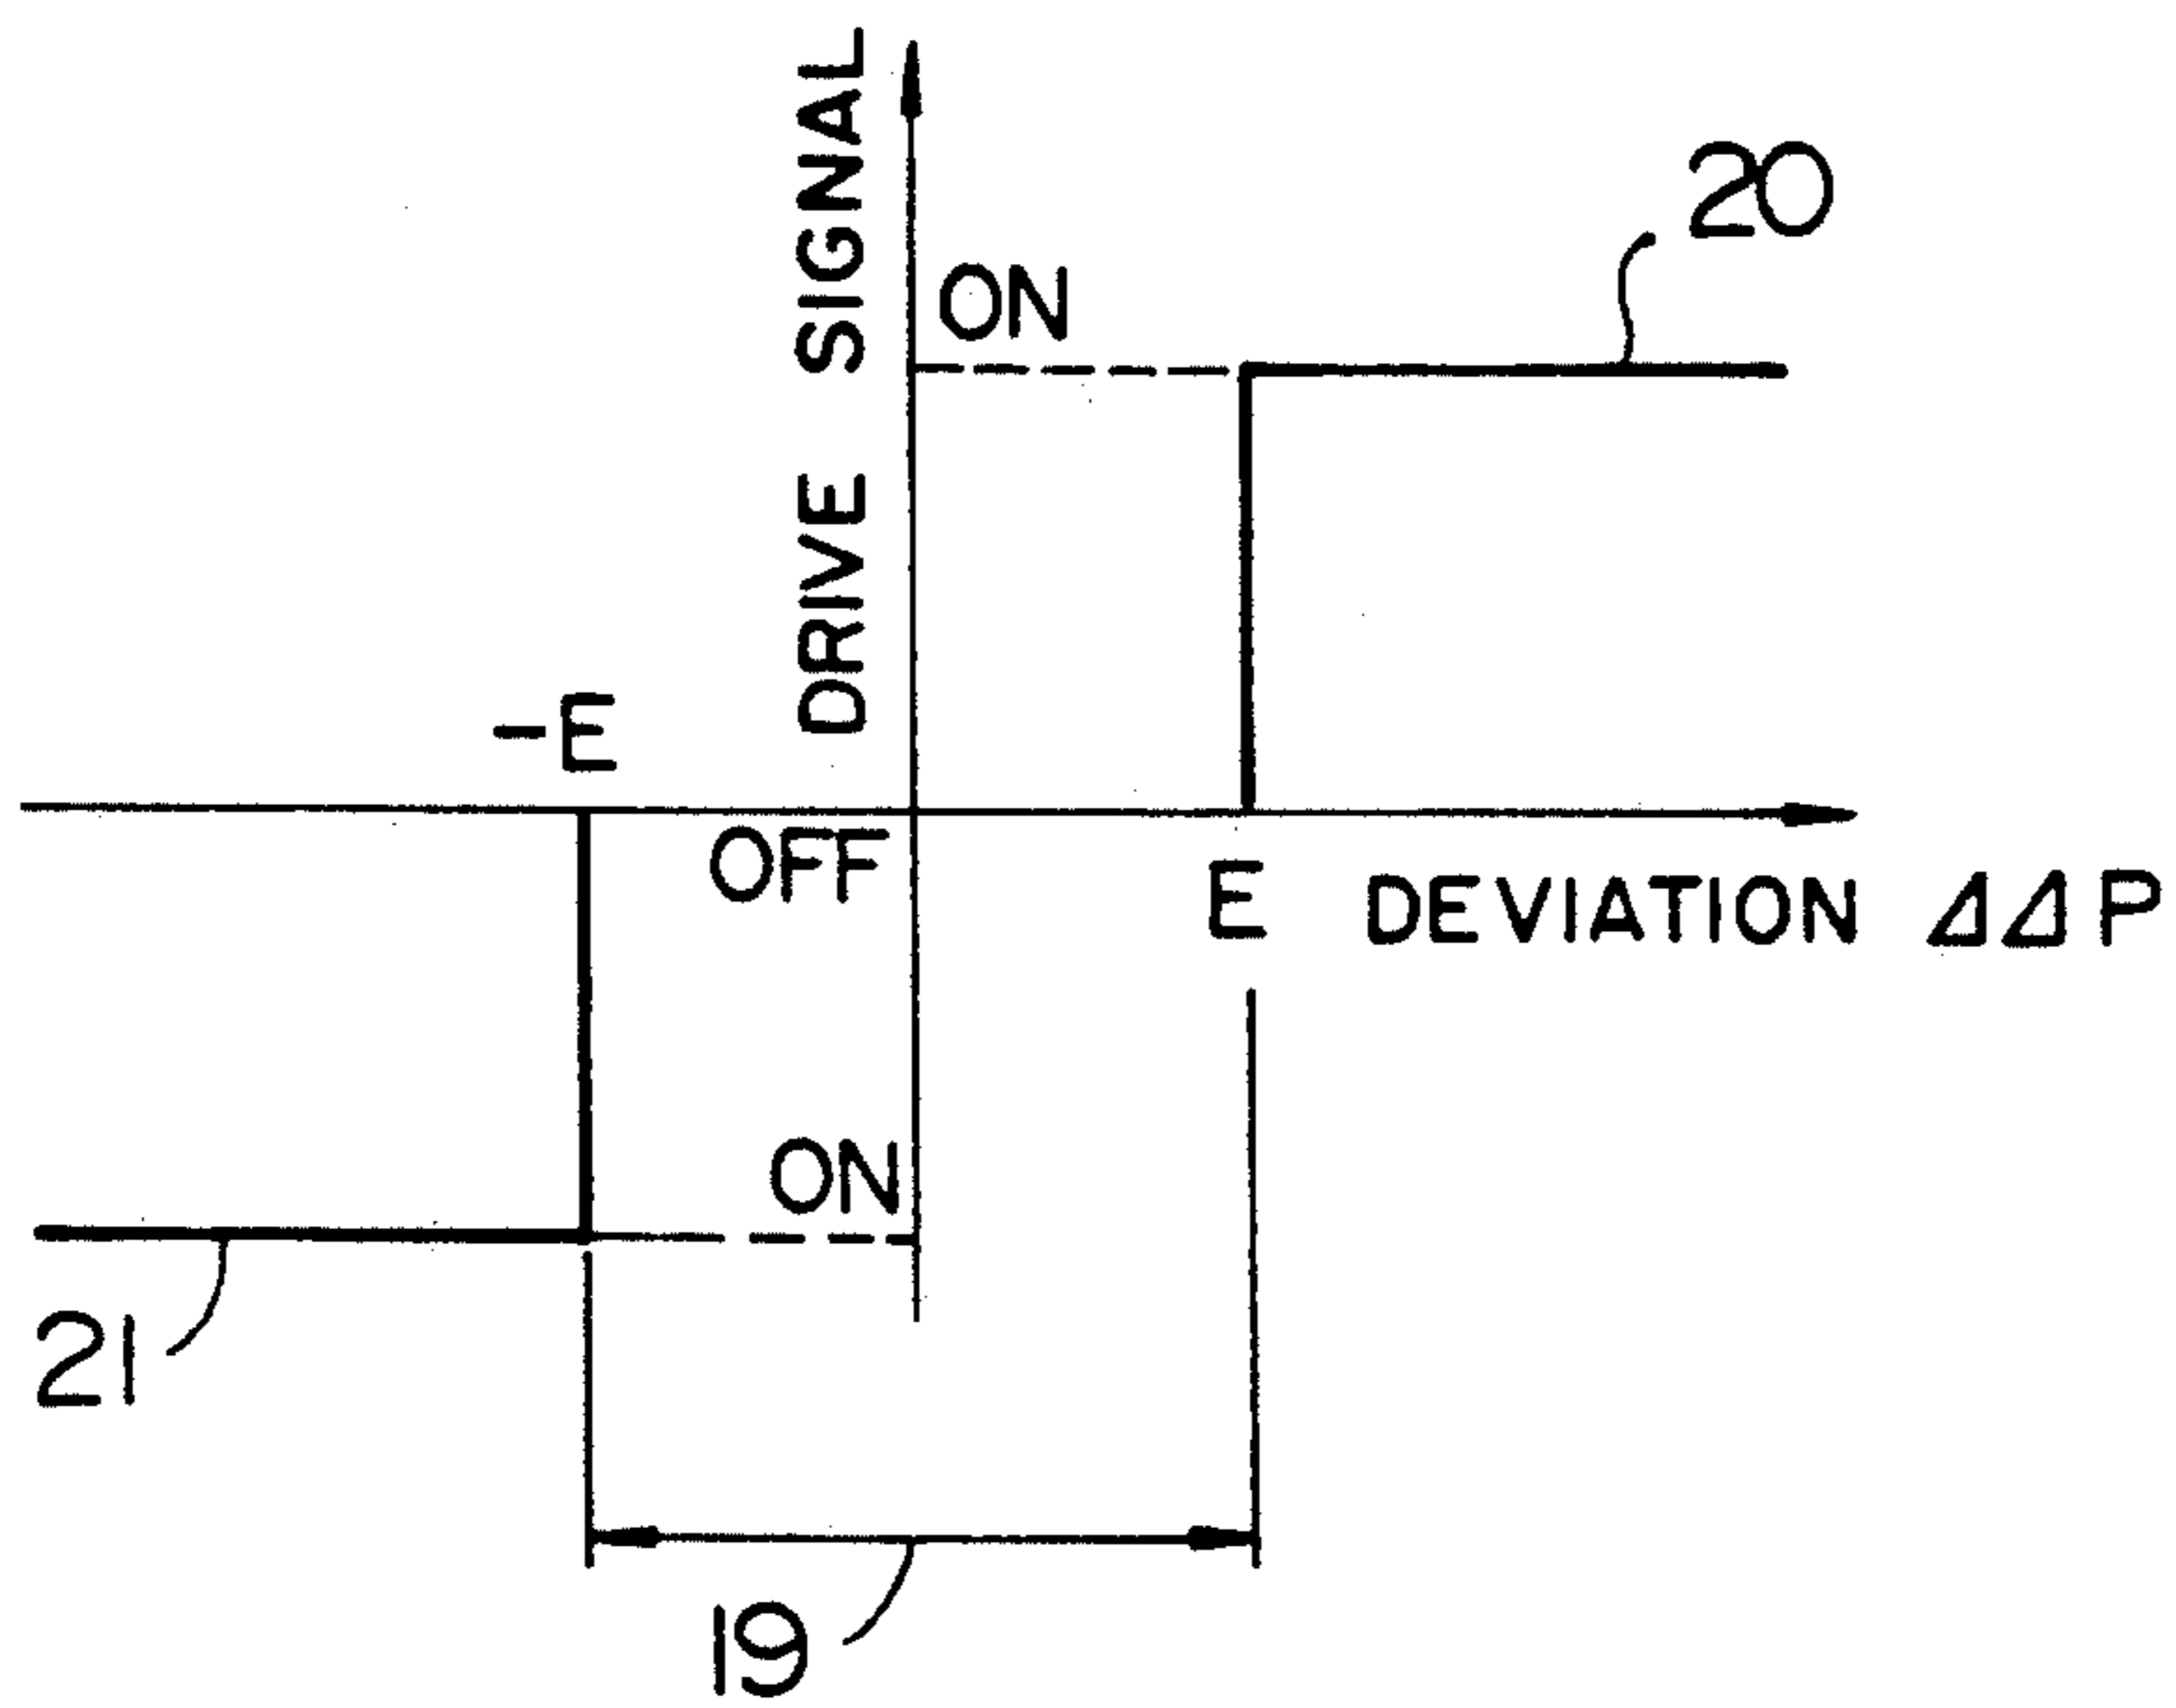 DRIVE SIGNAL
20
ON
-E
OFF
E
DEVIATION ΔΔP
ON
21
19